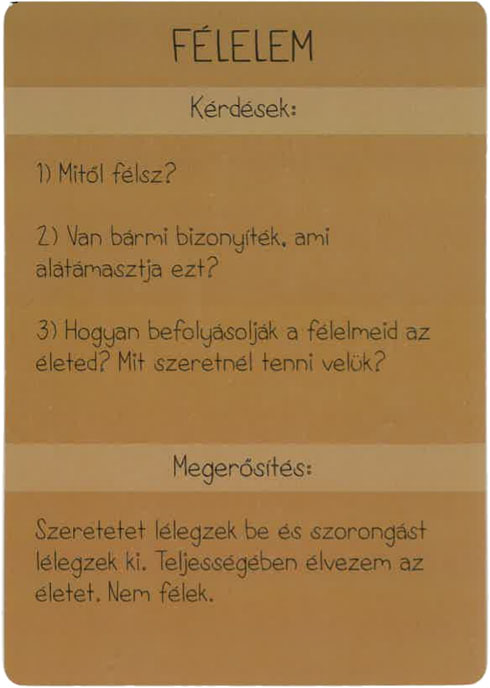 FÉLELEM
Kérdések:
1) Mitől félsz?
2) Van bármi bizonyíték, ami
alátámasztja ezt?
3) Hogyan befolyásolják a félelmeid az
életed? Mit szeretnél tenni velük?
Megerősítés:
Szeretetet lélegzek be és szorongást
lélegzek ki. Teljességében élvezem az
életet. Nem félek.